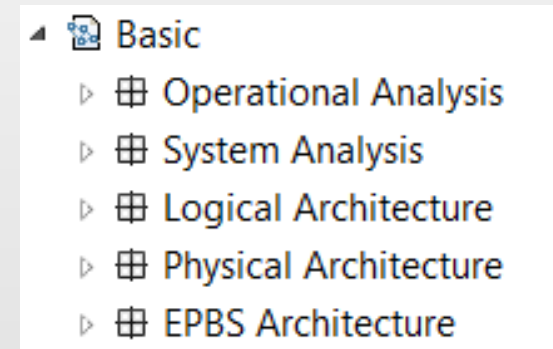 Basic
Operational Analysis
System Analysis
Logical Architecture
Physical Architecture
EPBS Architecture